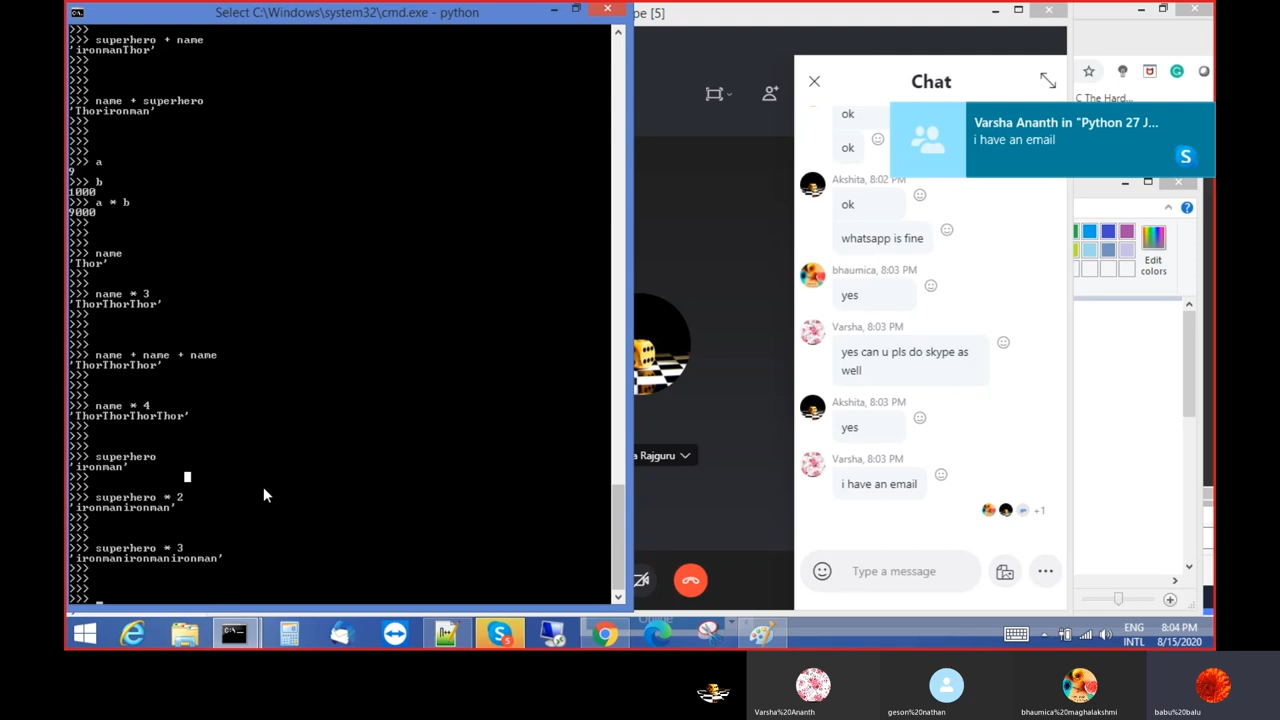 Select C:\Windows\system32\cmd.exe - python
>>>
>>> superhero + name
'ironmanThor'
>>>
>>>
>>>
>>>
>>> name + superhero
'Thorironman'
>>>
>>>
>>>
>>>
>>> a
9
>>> b
1000
>>> a * b
9000
>>>
>>>
>>>
>>> name
'Thor'
>>>
>>>
>>> name * 3
'ThorThorThor'
>>>
>>>
>>>
>>>
>>> name + name + name
'ThorThorThor'
>>>
>>>
>>>
>>> name * 4
'ThorThorThorThor'
>>>
>>>
>>>
>>> superhero
'ironman'
>>>
>>>
>>> superhero * 2
'ironmanironman'
>>>
>>>
>>>
>>> superhero * 3
'ironmanironmanironman'
>>>
>>>
>>>
>>>
pe [5]
a Rajguru
Chat
ok
ok
Akshita, 8:02 PM
ok
whatsapp is fine
bhaumica, 8:03 PM
yes
Varsha, 8:03 PM
yes can u pls do skype as
well
Akshita, 8:03 PM
yes
Varsha, 8:03 PM
i have an email
+1
Type a message
Varsha Ananth in "Python 27 J...
i have an email
C The Hard...
Edit
colors
ENG
INTL
8:04 PM
8/15/2020
Varsha%20Ananth
geson%20nathan
bhaumica%20maghalakshmi
babu%20balu